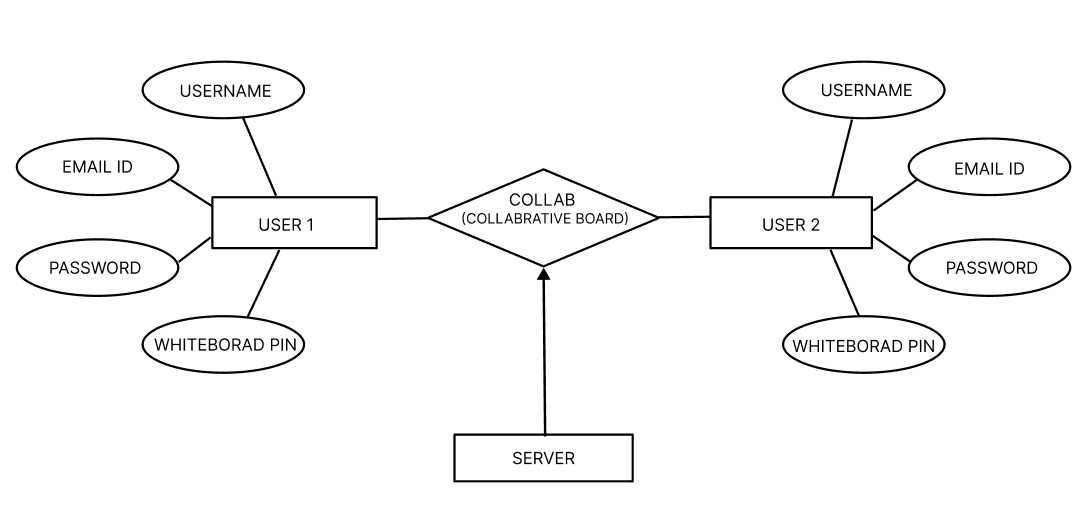 USERNAME
USERNAME
EMAIL ID
EMAIL ID
COLLAB
(COLLABRATIVE BOARD)
USER 1
USER 2
PASSWORD
PASSWORD
WHITEBORAD PIN
WHITEBORAD PIN
SERVER